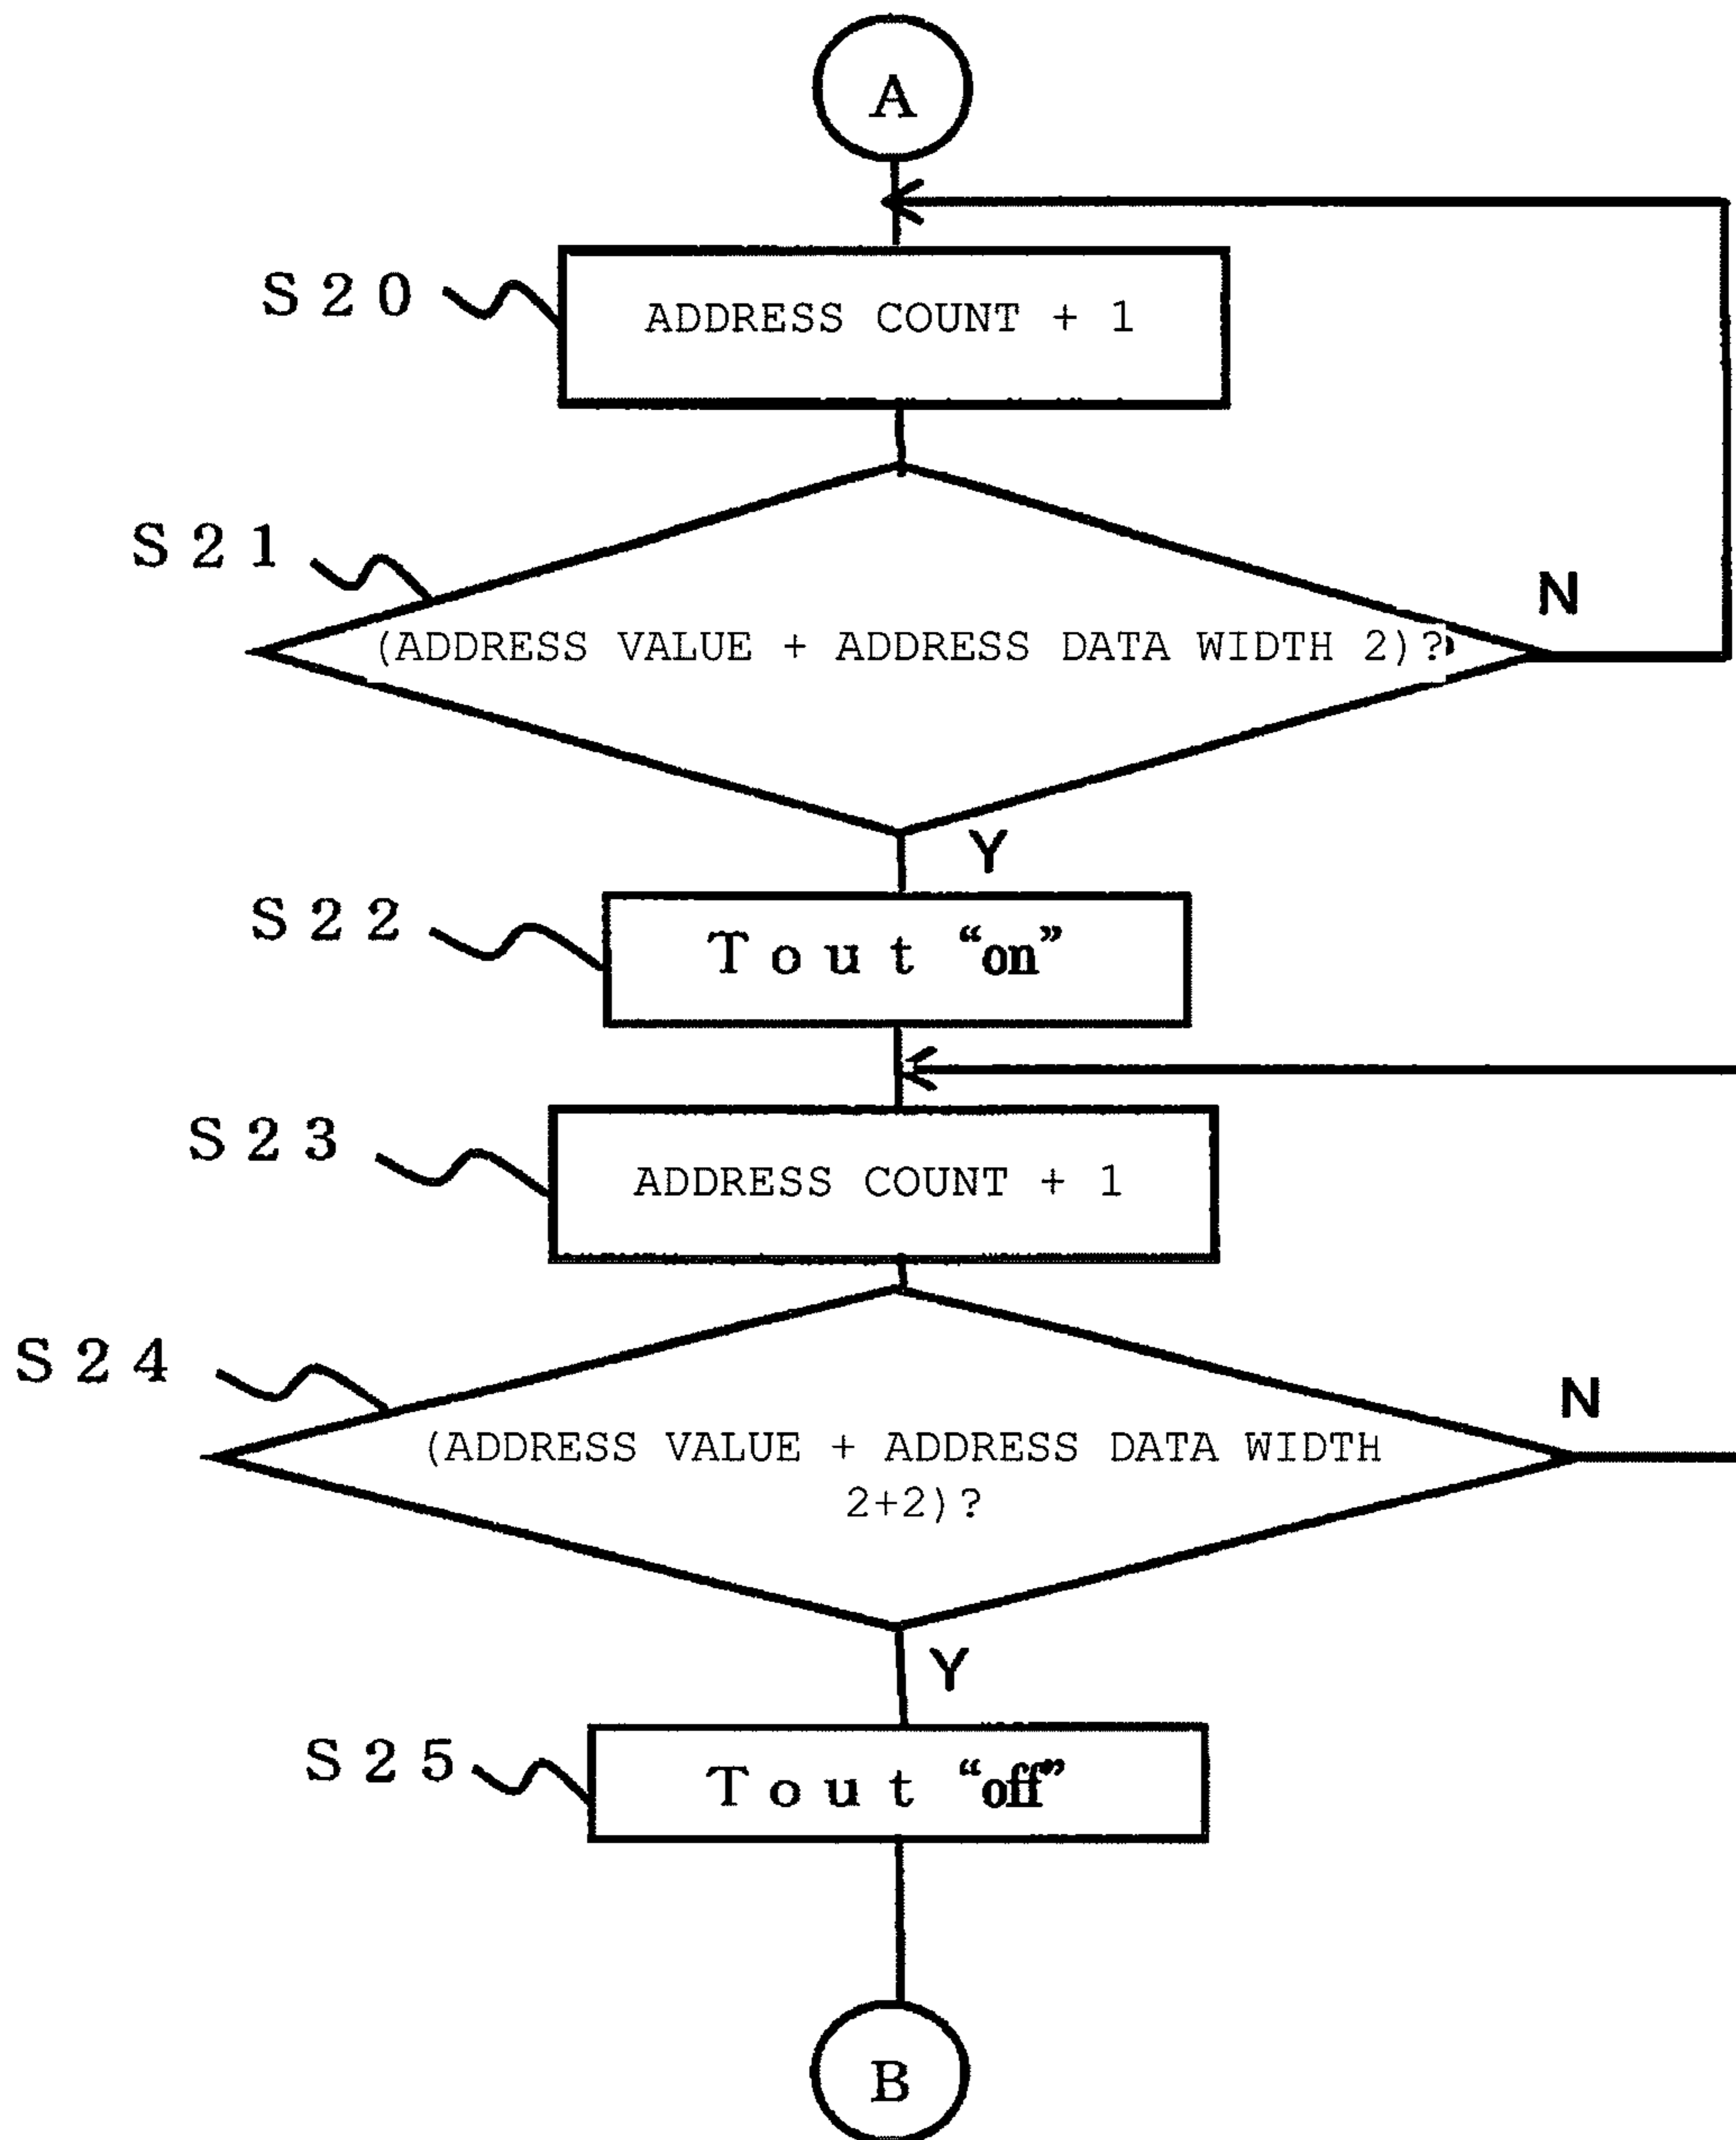 A
S20
ADDRESS COUNT + 1
S21
N
(ADDRESS VALUE + ADDRESS DATA WIDTH 2)?
Y
S22
Tout “on”
S23
ADDRESS COUNT + 1
S24
N
(ADDRESS VALUE + ADDRESS DATA WIDTH
2+2)?
Y
S25
Tout “off”
B